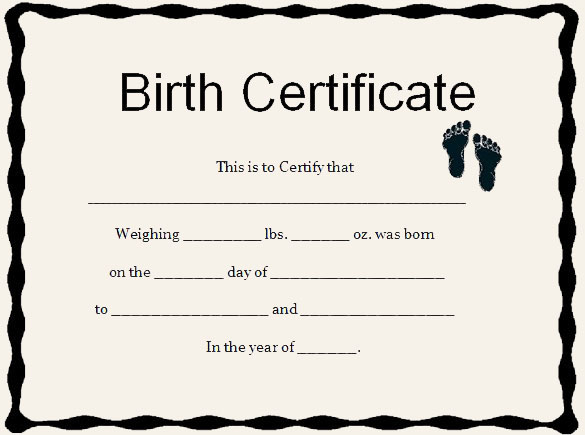 Birth Certificate
This is to Certify that
__________________________________________________
Weighing _________ lbs. _______ oz. was born
on the ________ day of ____________________
to __________________ and __________________
In the year of _______.